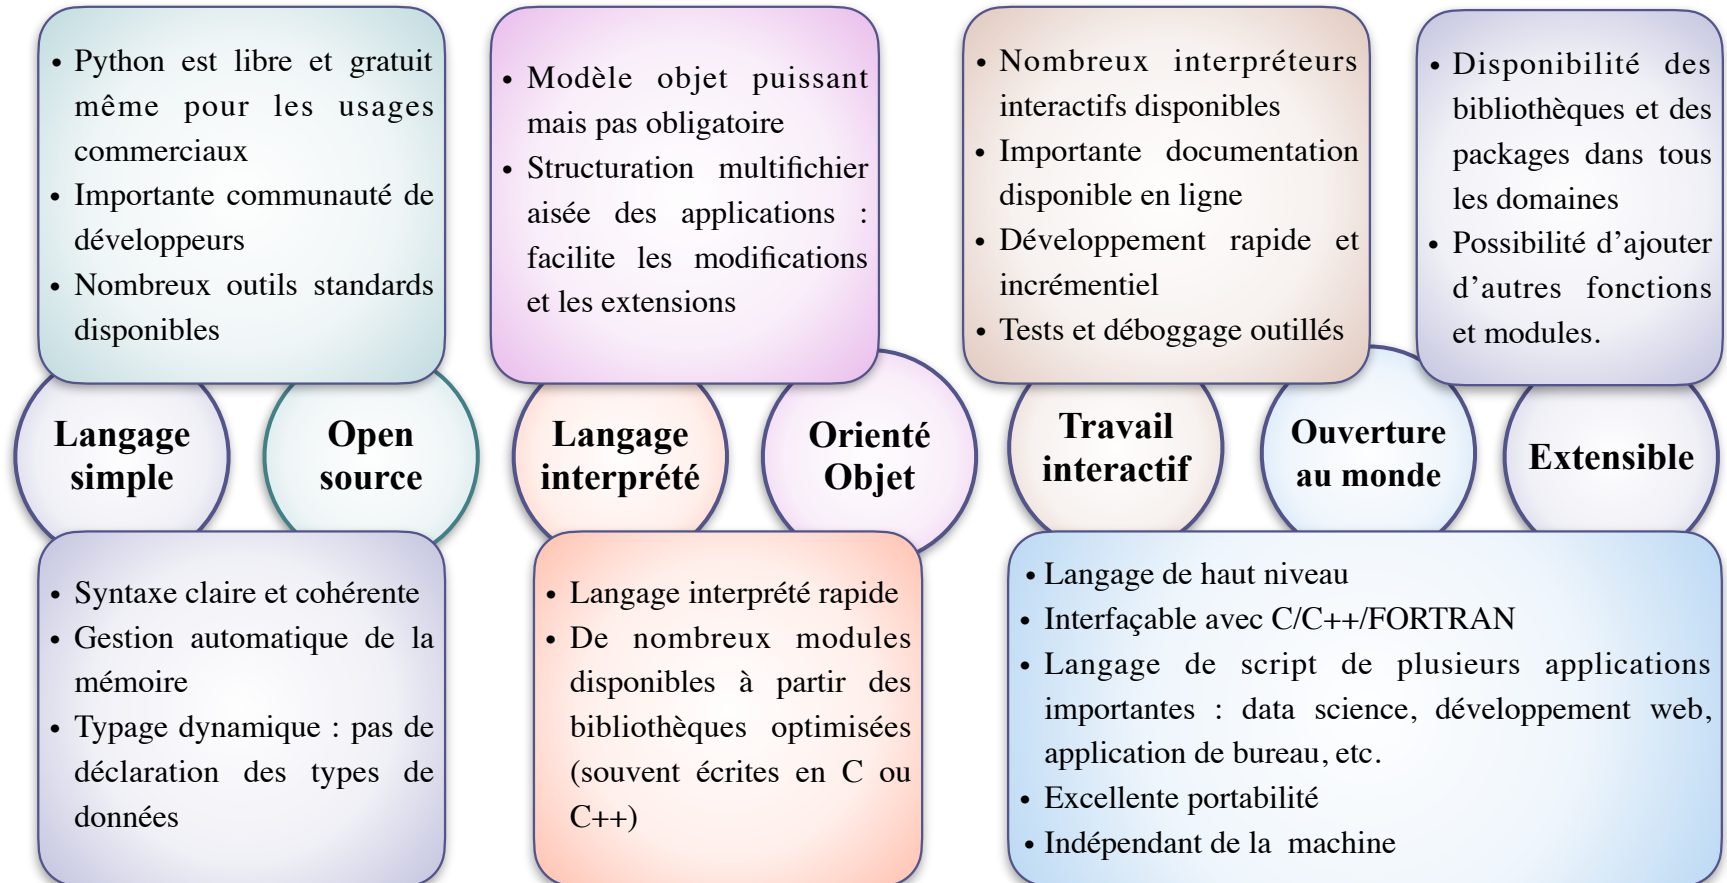 • Python est libre et gratuit
même pour les usages
commerciaux
• Importante communauté de
développeurs
• Nombreux outils standards
disponibles
• Modèle objet puissant
mais pas obligatoire
• Structuration multifichier
aisée des applications :
facilite les modifications
et les extensions
• Nombreux interpréteurs
interactifs disponibles
• Importante documentation
disponible en ligne
• Développement rapide et
incrémentiel
• Tests et déboggage outillés
• Disponibilité des
bibliothèques et des
packages dans tous
les domaines
• Possibilité d’ajouter
d’autres fonctions
et modules.
Langage
simple
Open
source
Langage
interprété
Orienté
Objet
Travail
interactif
Ouverture
au monde
Extensible
• Syntaxe claire et cohérente
• Gestion automatique de la
mémoire
• Typage dynamique : pas de
déclaration des types de
données
• Langage interprété rapide
• De nombreux modules
disponibles à partir des
bibliothèques optimisées
(souvent écrites en C ou
C++)
• Langage de haut niveau
• Interfaçable avec C/C++/FORTRAN
• Langage de script de plusieurs applications
importantes : data science, développement web,
application de bureau, etc.
• Excellente portabilité
• Indépendant de la machine